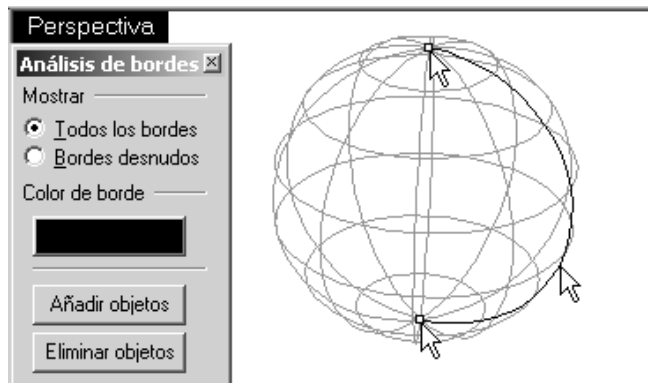 Perspectiva
Análisis de bordes
Mostrar
Todos los bordes
Bordes desnudos
Color de borde
Añadir objetos
Eliminar objetos